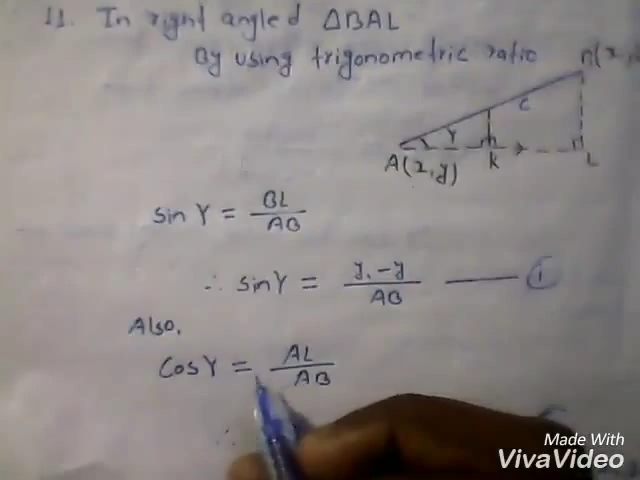 11. In right angled ΔBAL
By using trigonometric ratio
C
γ
A(x,y)
K
L
sin γ = BL / AB
∴ sin γ = y₁ - y / AB —— ①
Also,
Cos γ = AL / AB
∴
Made With
VivaVideo